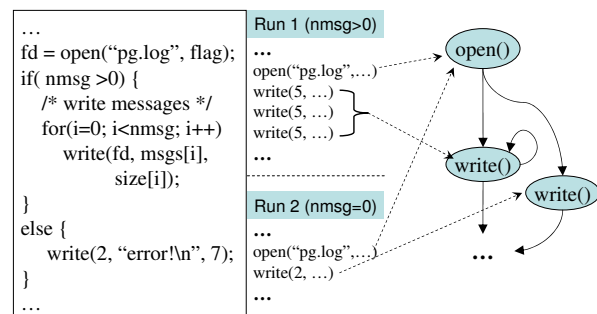 …
fd = open(“pg.log”, flag);
if( nmsg >0) {
/* write messages */
for(i=0; i<nmsg; i++)
write(fd, msgs[i],
size[i]);
}
else {
write(2, “error!\n”, 7);
}
…
Run 1 (nmsg>0)
…
open(“pg.log”,…)
write(5, …)
write(5, …)
write(5, …)
…
Run 2 (nmsg=0)
…
open(“pg.log”,…)
write(2, …)
…
open()
write()
write()
…